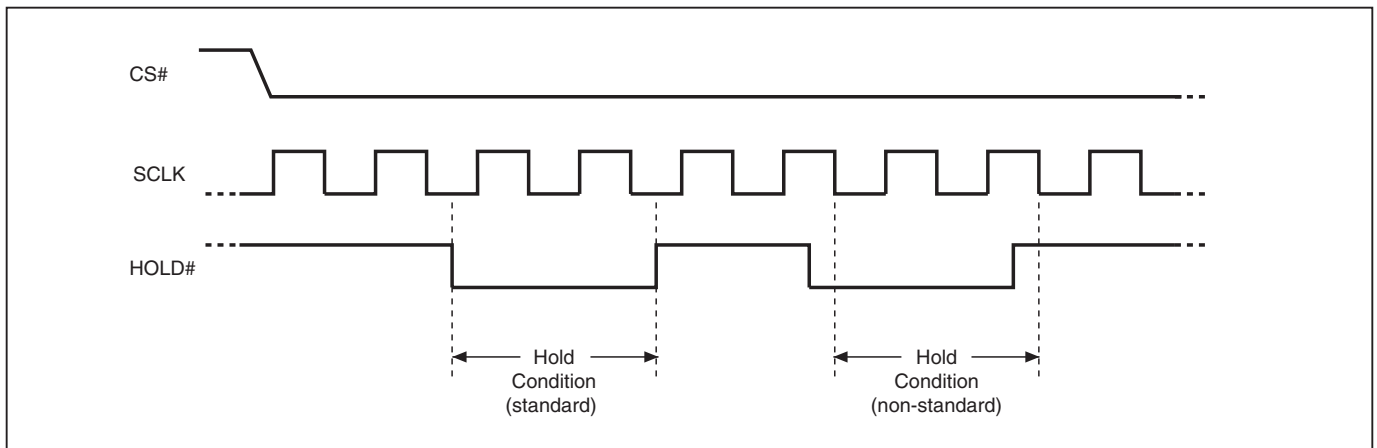 CS#
SCLK
HOLD#
Hold
Condition
(standard)
Hold
Condition
(non-standard)